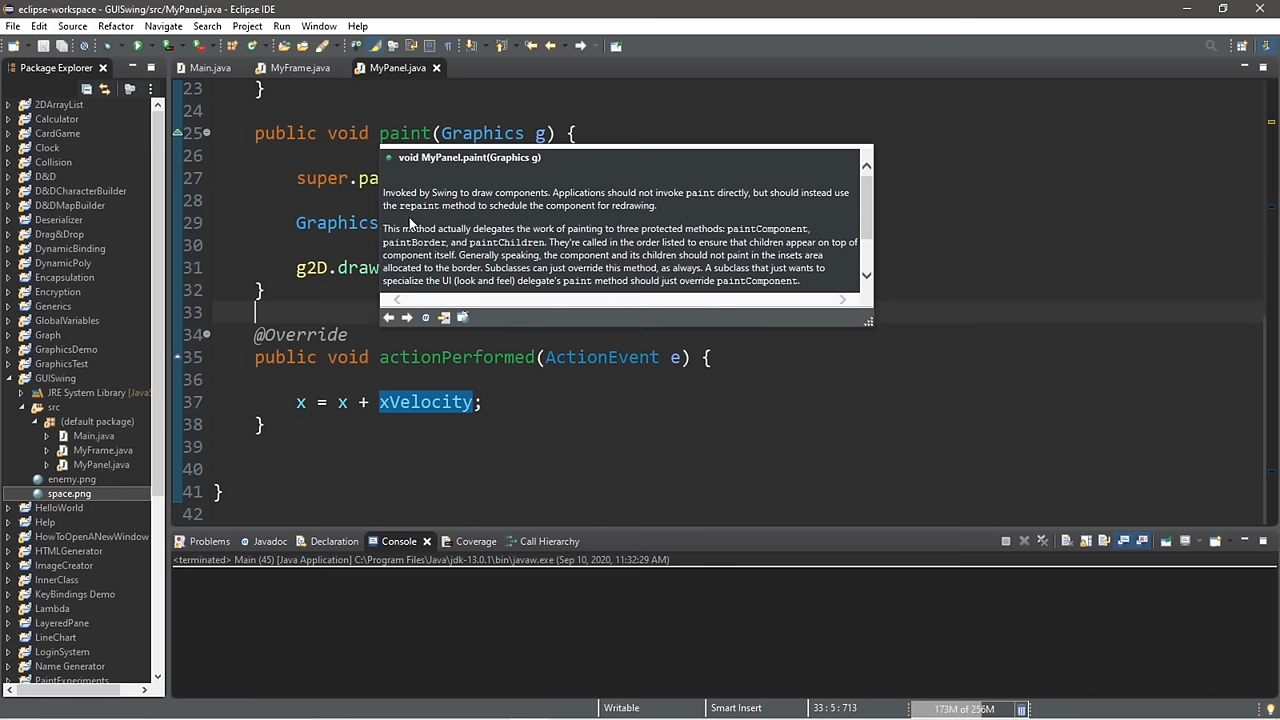 eclipse-workspace - GUISwing/src/MyPanel.java - Eclipse IDE
File Edit Source Refactor Navigate Search Project Run Window Help
Package Explorer
Main.java MyFrame.java MyPanel.java
2DArrayList
Calculator
CardGame
Clock
Collision
D&D
D&DCharacterBuilder
D&DMapBuilder
Deserializer
Drag&Drop
DynamicBinding
DynamicPoly
Encapsulation
Encryption
Generics
GlobalVariables
Graph
GraphicsDemo
GraphicsTest
GUISwing
JRE System Library [Java
src
(default package)
Main.java
MyFrame.java
MyPanel.java
enemy.png
space.png
HelloWorld
Help
HowToOpenANewWindow
HTMLGenerator
ImageCreator
InnerClass
KeyBindings Demo
Lambda
LayeredPane
LineChart
LoginSystem
Name Generator
PaintExperiments
23 }
24
25 public void paint(Graphics g) {
26
27 super.pa
28
29 Graphics
30
31 g2D.draw
32 }
33
34 @Override
35 public void actionPerformed(ActionEvent e) {
36
37 x = x + xVelocity;
38 }
39
40
41 }
42
void MyPanel.paint(Graphics g)
Invoked by Swing to draw components. Applications should not invoke paint directly, but should instead use
the repaint method to schedule the component for redrawing.
This method actually delegates the work of painting to three protected methods: paintComponent,
paintBorder, and paintChildren. They're called in the order listed to ensure that children appear on top of
component itself. Generally speaking, the component and its children should not paint in the insets area
allocated to the border. Subclasses can just override this method, as always. A subclass that just wants to
specialize the UI (look and feel) delegate's paint method should just override paintComponent.
Problems Javadoc Declaration Console Coverage Call Hierarchy
<terminated> Main (45) [Java Application] C:\Program Files\Java\jdk-13.0.1\bin\javaw.exe (Sep 10, 2020, 11:32:29 AM)
Writable Smart Insert 33 : 5 : 713 173M of 256M